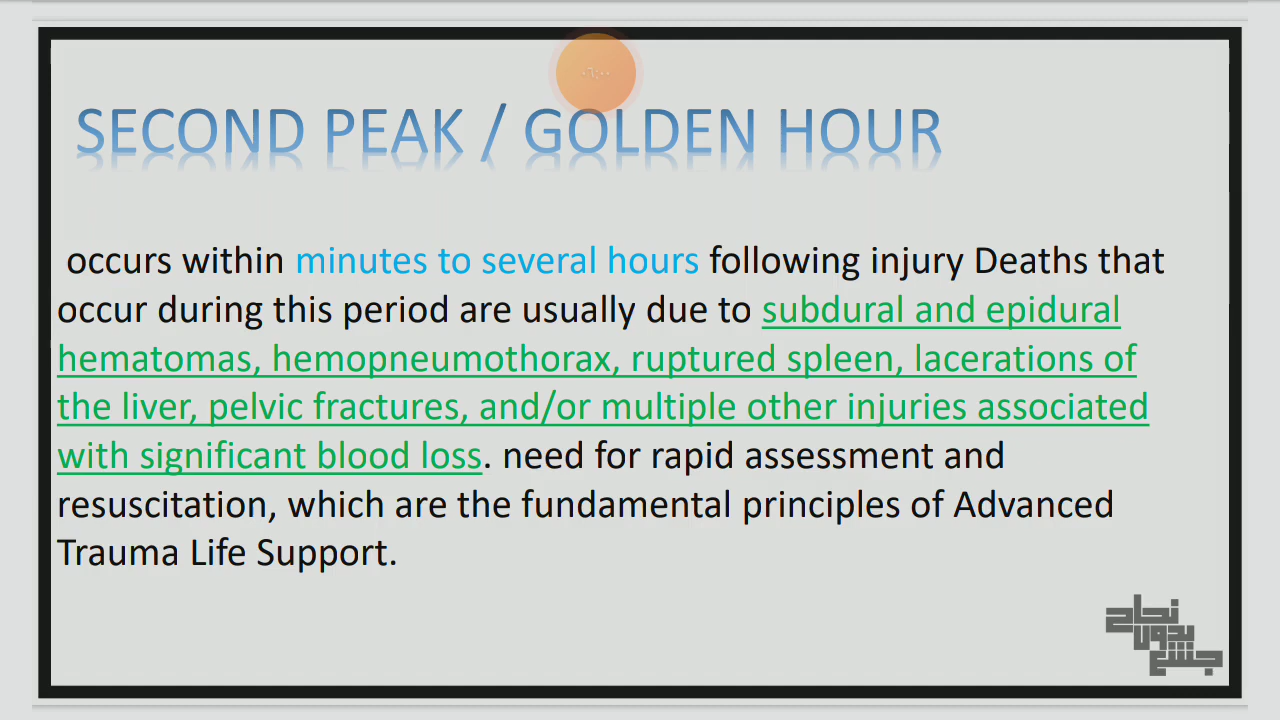 SECOND PEAK / GOLDEN HOUR
occurs within minutes to several hours following injury Deaths that
occur during this period are usually due to subdural and epidural
hematomas, hemopneumothorax, ruptured spleen, lacerations of
the liver, pelvic fractures, and/or multiple other injuries associated
with significant blood loss. need for rapid assessment and
resuscitation, which are the fundamental principles of Advanced
Trauma Life Support.
نجاح
بدون
جشع